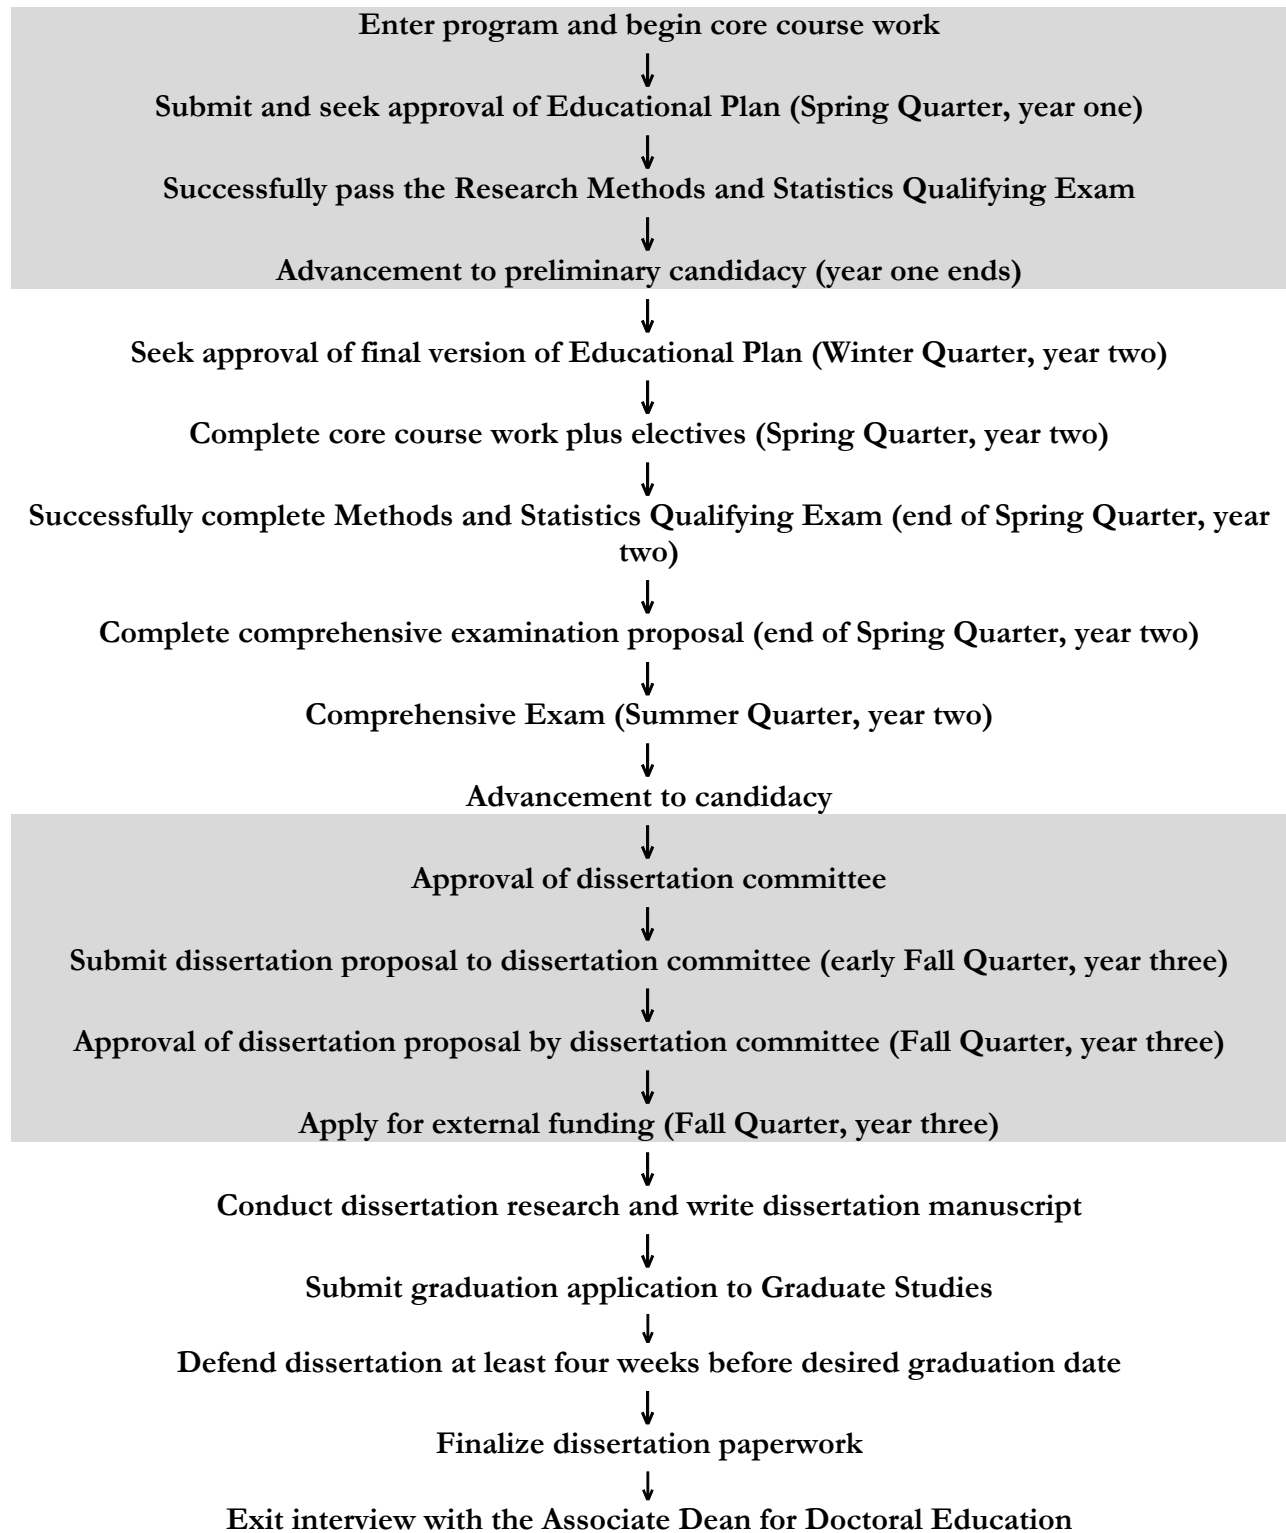 Enter program and begin core course work
Submit and seek approval of Educational Plan (Spring Quarter, year one)
Successfully pass the Research Methods and Statistics Qualifying Exam
Advancement to preliminary candidacy (year one ends)
Seek approval of final version of Educational Plan (Winter Quarter, year two)
Complete core course work plus electives (Spring Quarter, year two)
Successfully complete Methods and Statistics Qualifying Exam (end of Spring Quarter, year
two)
Complete comprehensive examination proposal (end of Spring Quarter, year two)
Comprehensive Exam (Summer Quarter, year two)
Advancement to candidacy
Approval of dissertation committee
Submit dissertation proposal to dissertation committee (early Fall Quarter, year three)
Approval of dissertation proposal by dissertation committee (Fall Quarter, year three)
Apply for external funding (Fall Quarter, year three)
Conduct dissertation research and write dissertation manuscript
Submit graduation application to Graduate Studies
Defend dissertation at least four weeks before desired graduation date
Finalize dissertation paperwork
Exit interview with the Associate Dean for Doctoral Education